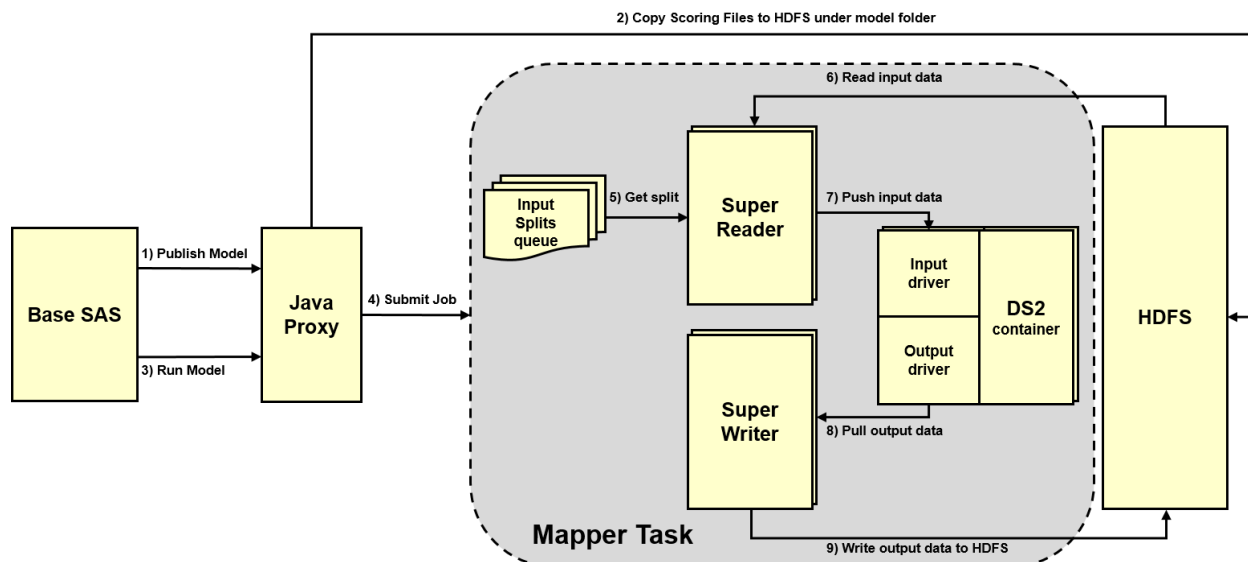 2) Copy Scoring Files to HDFS under model folder
6) Read input data
5) Get split
7) Push input data
Input
Splits
queue
Super
Reader
1) Publish Model
Base SAS
3) Run Model
Java
Proxy
4) Submit Job
Input
driver
Output
driver
DS2
container
HDFS
Super
Writer
8) Pull output data
Mapper Task
9) Write output data to HDFS